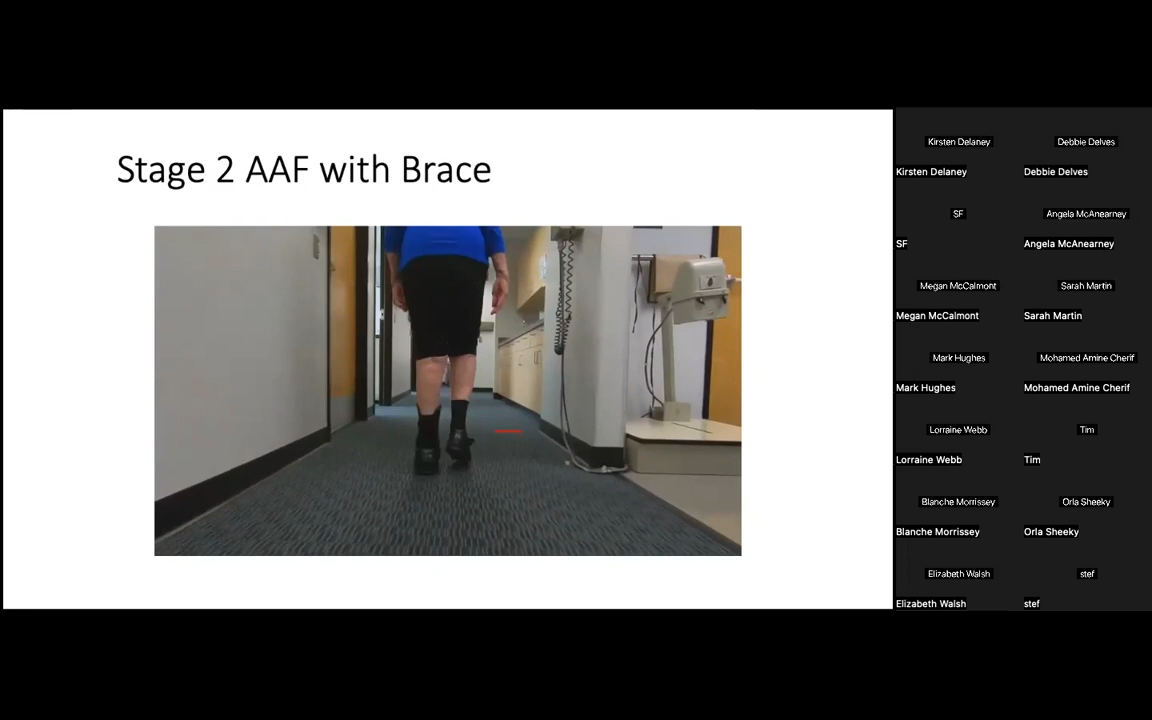 Stage 2 AAF with Brace
Kirsten Delaney
Debbie Delves
Kirsten Delaney
Debbie Delves
SF
Angela McAnearney
SF
Angela McAnearney
Megan McCalmont
Sarah Martin
Megan McCalmont
Sarah Martin
Mark Hughes
Mohamed Amine Cherif
Mark Hughes
Mohamed Amine Cherif
Lorraine Webb
Tim
Lorraine Webb
Tim
Blanche Morrissey
Orla Sheeky
Blanche Morrissey
Orla Sheeky
Elizabeth Walsh
stef
Elizabeth Walsh
stef